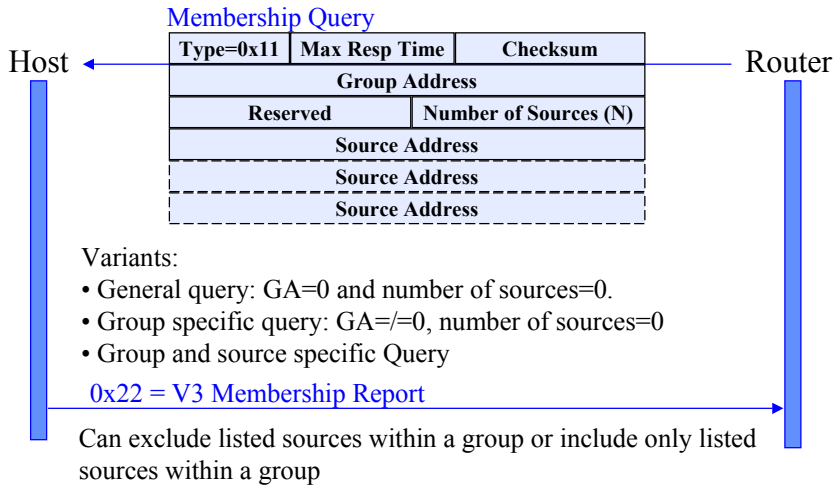 Membership Query
Type=0x11 Max Resp Time Checksum
Host Router
Group Address
Reserved Number of Sources (N)
Source Address
Source Address
Source Address
Variants:
• General query: GA=0 and number of sources=0.
• Group specific query: GA=/=0, number of sources=0
• Group and source specific Query
0x22 = V3 Membership Report
Can exclude listed sources within a group or include only listed
sources within a group